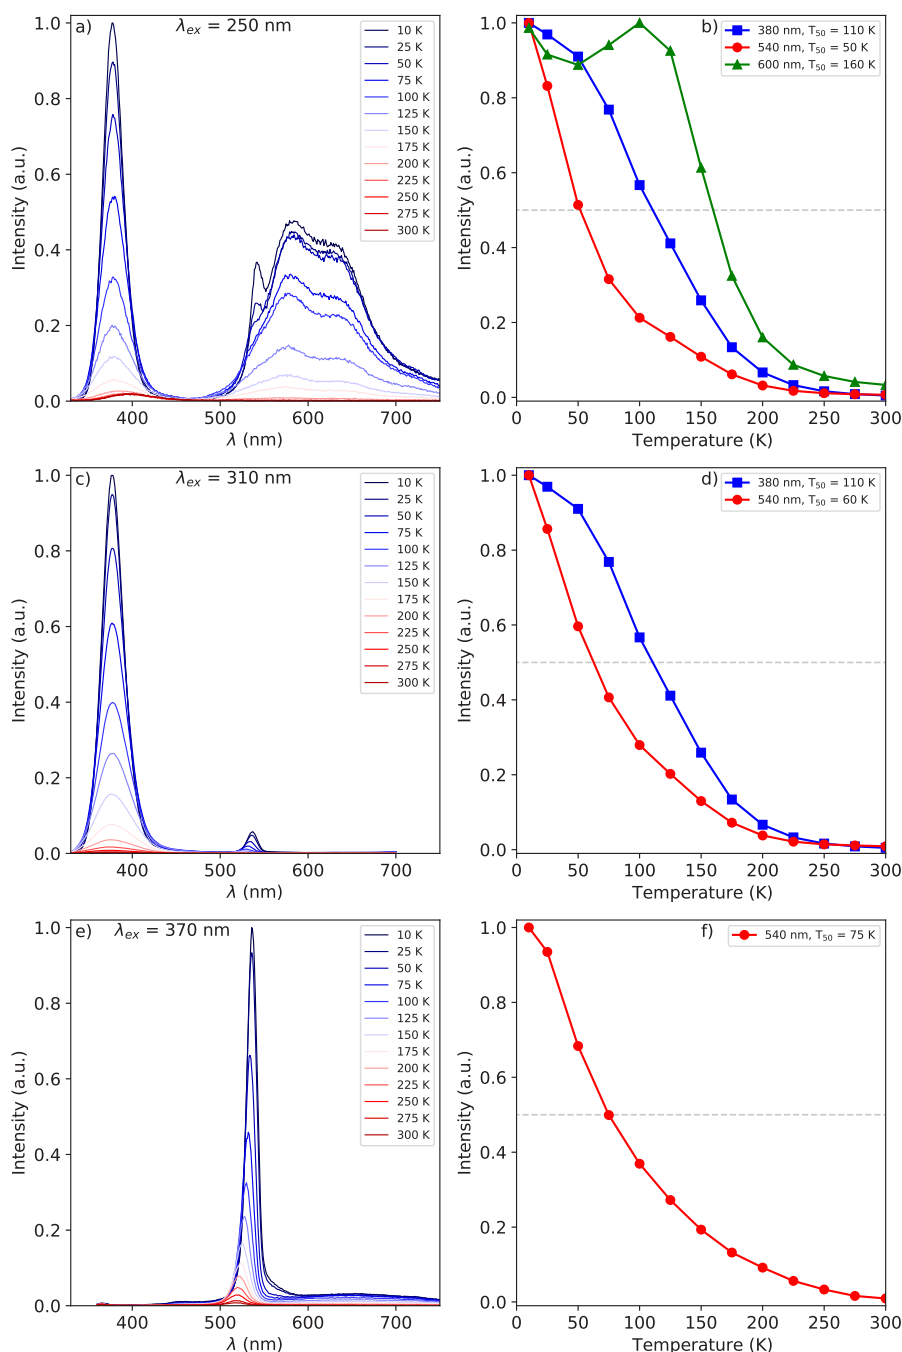 a) λex = 250 nm
10 K
25 K
50 K
75 K
100 K
125 K
150 K
175 K
200 K
225 K
250 K
275 K
300 K
1.0
0.8
0.6
0.4
0.2
0.0
Intensity (a.u.)
400 500 600 700
λ (nm)
b)
380 nm, T50 = 110 K
540 nm, T50 = 50 K
600 nm, T50 = 160 K
1.0
0.8
0.6
0.4
0.2
0.0
Intensity (a.u.)
0 50 100 150 200 250 300
Temperature (K)
c) λex = 310 nm
10 K
25 K
50 K
75 K
100 K
125 K
150 K
175 K
200 K
225 K
250 K
275 K
300 K
1.0
0.8
0.6
0.4
0.2
0.0
Intensity (a.u.)
400 500 600 700
λ (nm)
d)
380 nm, T50 = 110 K
540 nm, T50 = 60 K
1.0
0.8
0.6
0.4
0.2
0.0
Intensity (a.u.)
0 50 100 150 200 250 300
Temperature (K)
e) λex = 370 nm
10 K
25 K
50 K
75 K
100 K
125 K
150 K
175 K
200 K
225 K
250 K
275 K
300 K
1.0
0.8
0.6
0.4
0.2
0.0
Intensity (a.u.)
400 500 600 700
λ (nm)
f)
540 nm, T50 = 75 K
1.0
0.8
0.6
0.4
0.2
0.0
Intensity (a.u.)
0 50 100 150 200 250 300
Temperature (K)